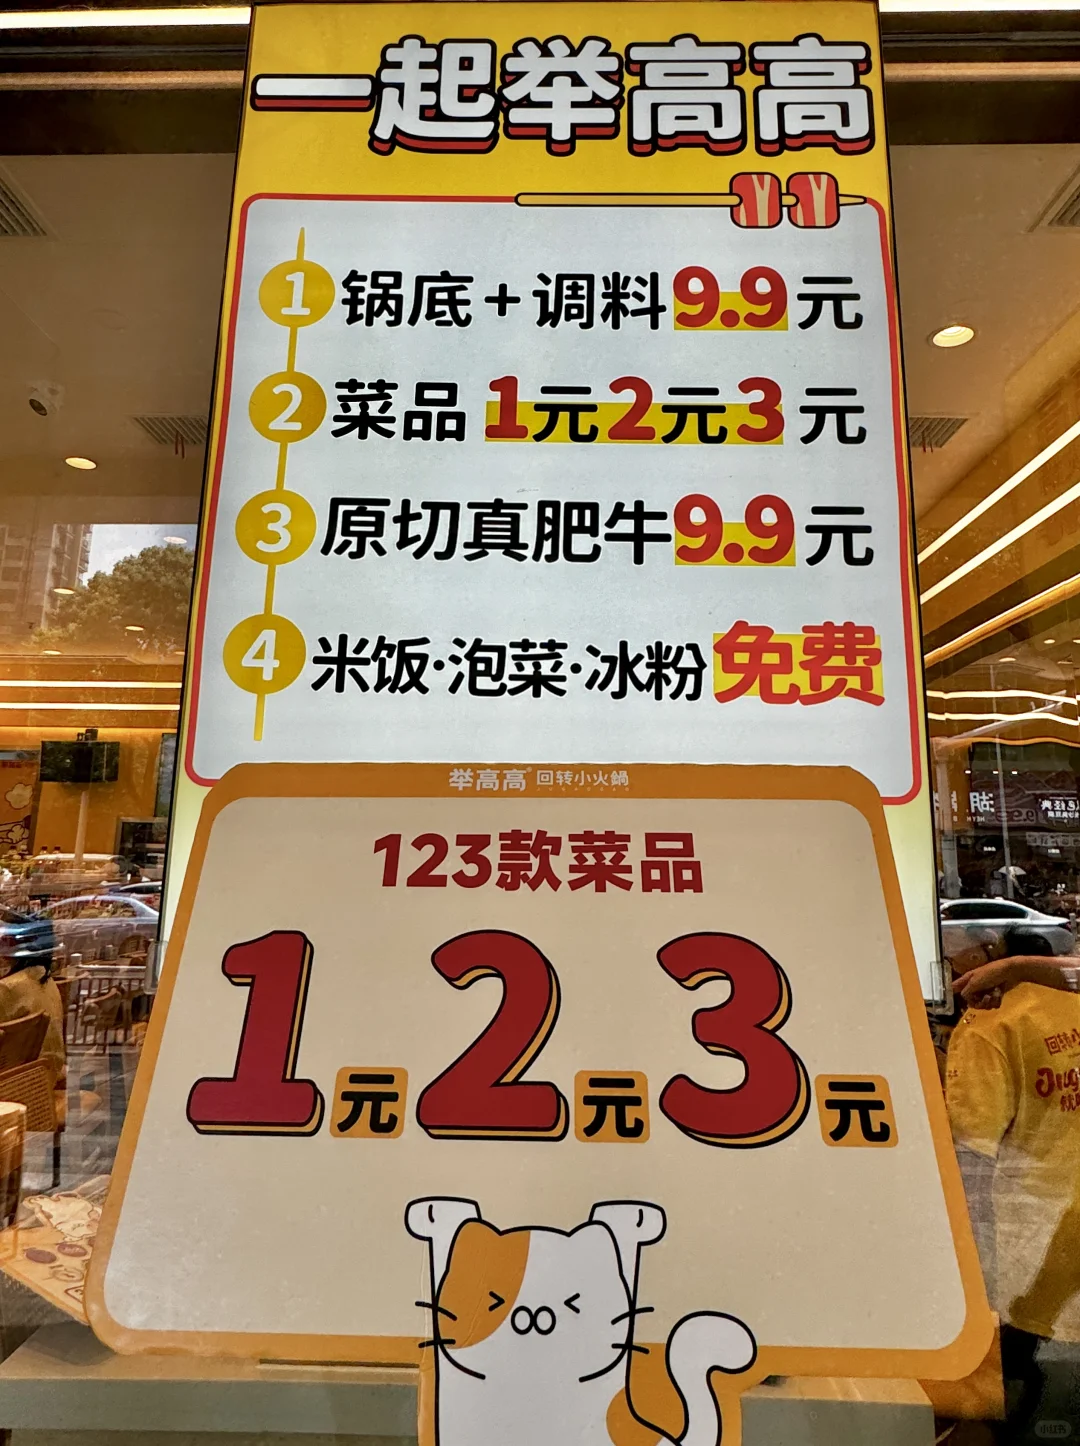 一起举高高
1 锅底+调料9.9元
2 菜品 1元2元3元
3 原切真肥牛9.9元
4 米饭·泡菜·冰粉免费
举高高 回转小火鍋
123款菜品
1元2元3元
小红书